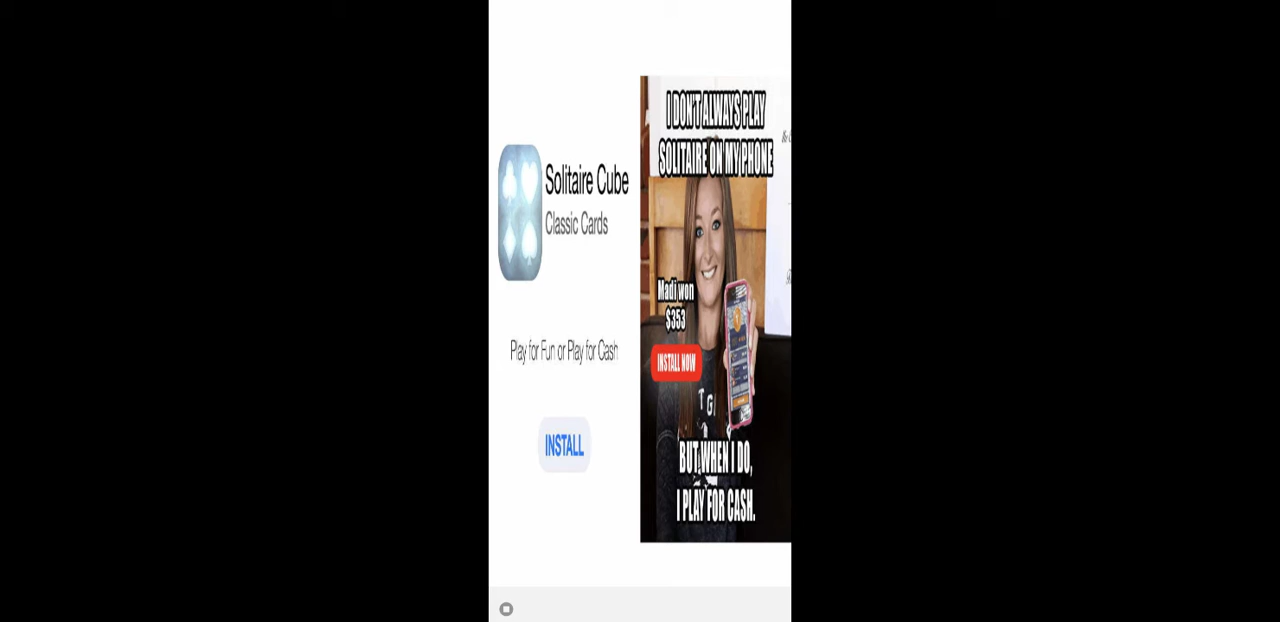 Solitaire Cube
Classic Cards
Play for Fun or Play for Cash
INSTALL
I DON'T ALWAYS PLAY
SOLITAIRE ON MY PHONE
Madi won
$353
INSTALL NOW
TG
BUT WHEN I DO,
I PLAY FOR CASH.